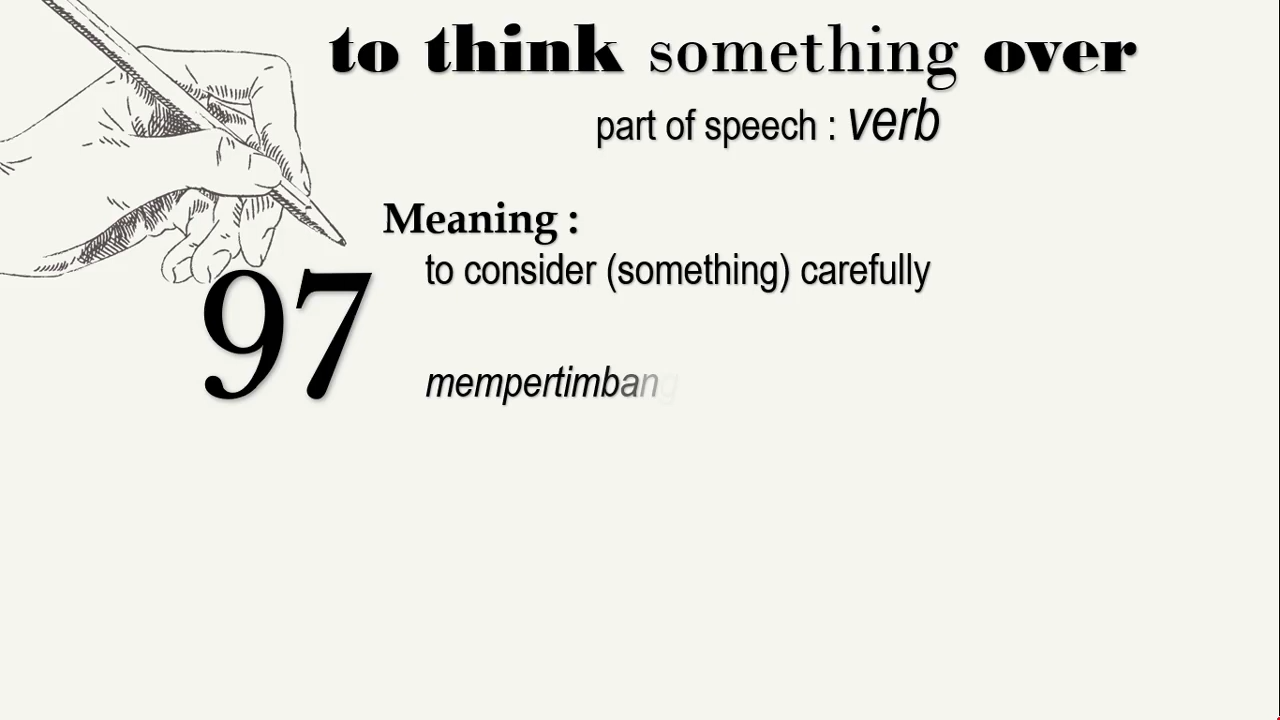 to think something over
part of speech : verb
Meaning :
to consider (something) carefully
97
mempertimbang